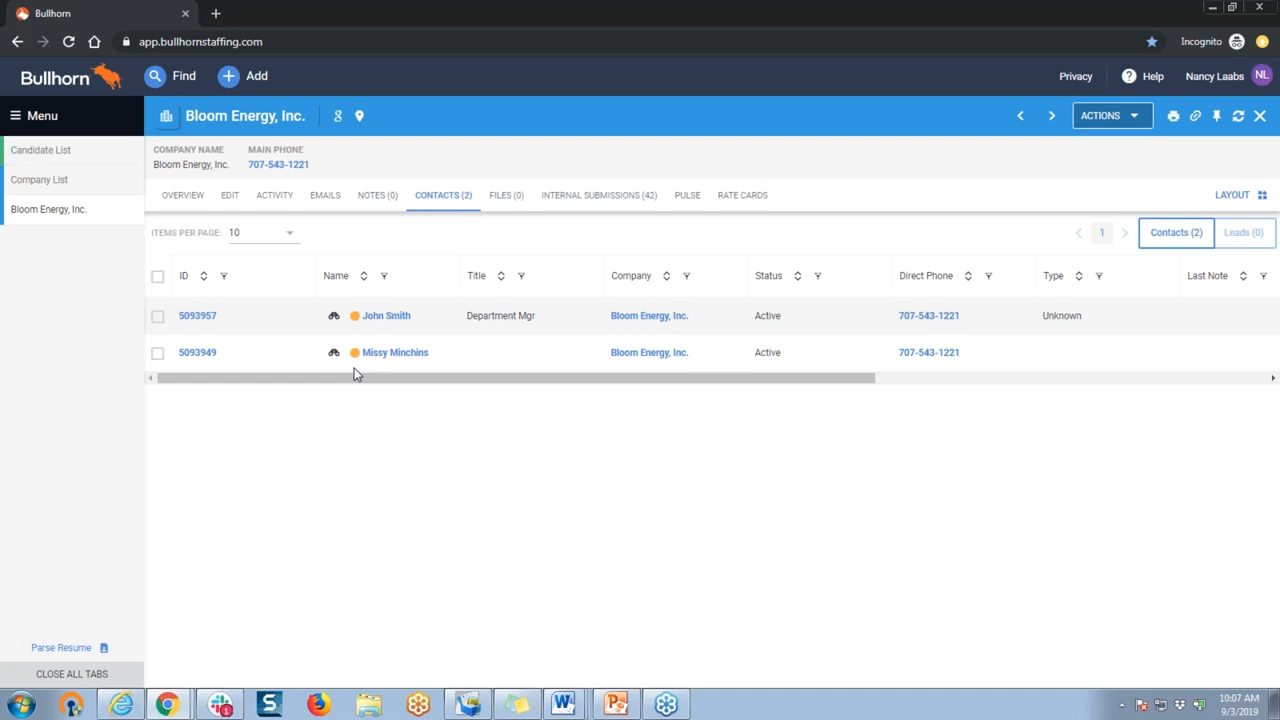 Bullhorn
app.bullhornstaffing.com
Incognito
Bullhorn
Find
Add
Privacy
Help
Nancy Laabs
NL
Menu
Bloom Energy, Inc.
ACTIONS
Candidate List
Company List
Bloom Energy, Inc.
COMPANY NAME
MAIN PHONE
Bloom Energy, Inc.
707-543-1221
OVERVIEW
EDIT
ACTIVITY
EMAILS
NOTES (0)
CONTACTS (2)
FILES (0)
INTERNAL SUBMISSIONS (42)
PULSE
RATE CARDS
LAYOUT
ITEMS PER PAGE:
10
1
Contacts (2)
Leads (0)
ID
Name
Title
Company
Status
Direct Phone
Type
Last Note
5093957
John Smith
Department Mgr
Bloom Energy, Inc.
Active
707-543-1221
Unknown
5093949
Missy Minchins
Bloom Energy, Inc.
Active
707-543-1221
Parse Resume
CLOSE ALL TABS
10:07 AM
9/3/2019